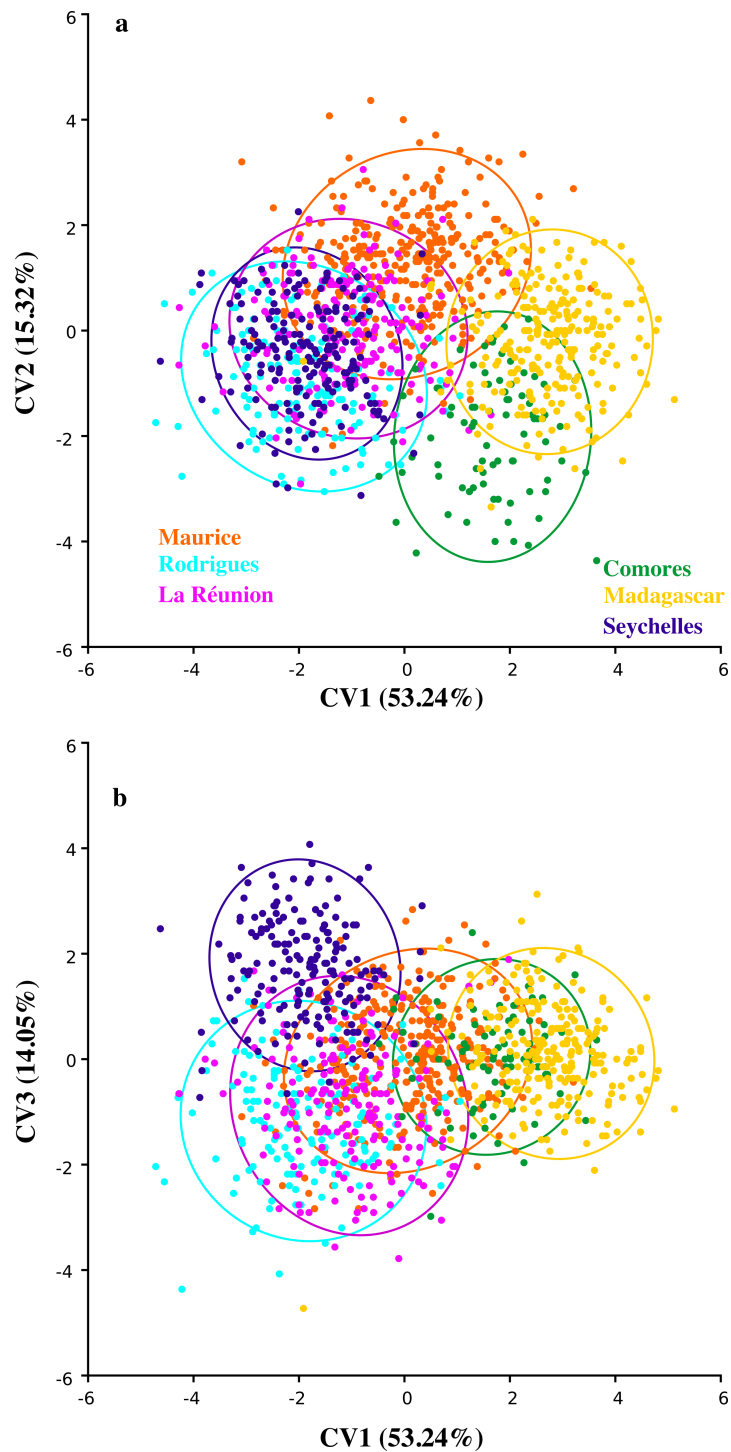 a
6
4
2
0
-2
-4
-6
CV2 (15.32%)
Maurice
Rodrigues
La Réunion
Comores
Madagascar
Seychelles
-6 -4 -2 0 2 4 6
CV1 (53.24%)
b
6
4
2
0
-2
-4
-6
CV3 (14.05%)
-6 -4 -2 0 2 4 6
CV1 (53.24%)